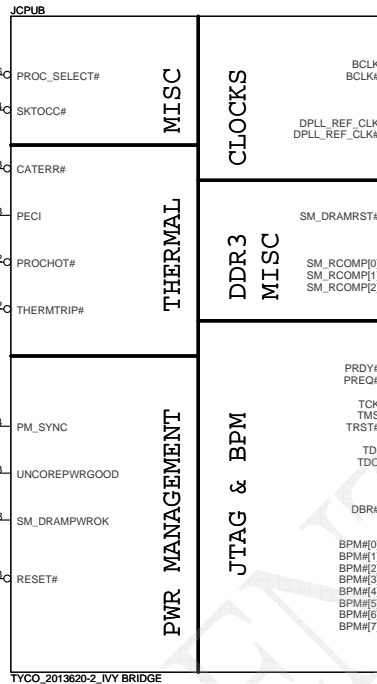 JCPUB
PROC_SELECT#
SKTOCC#
MISC
CATERR#
PECI
PROCHOT#
THERMTRIP#
THERMAL
PM_SYNC
UNCOREPWRGOOD
SM_DRAMPWROK
RESET#
PWR MANAGEMENT
CLOCKS
BCLK
BCLK#
DPLL_REF_CLK
DPLL_REF_CLK#
DDR3
MISC
SM_DRAMRST#
SM_RCOMP[0]
SM_RCOMP[1]
SM_RCOMP[2]
JTAG & BPM
PRDY#
PREQ#
TCK
TMS
TRST#
TD
TDO
DBR#
BPM#[0]
BPM#[1]
BPM#[2]
BPM#[3]
BPM#[4]
BPM#[5]
BPM#[6]
BPM#[7]
TYCO_2013620-2_IVY BRIDGE